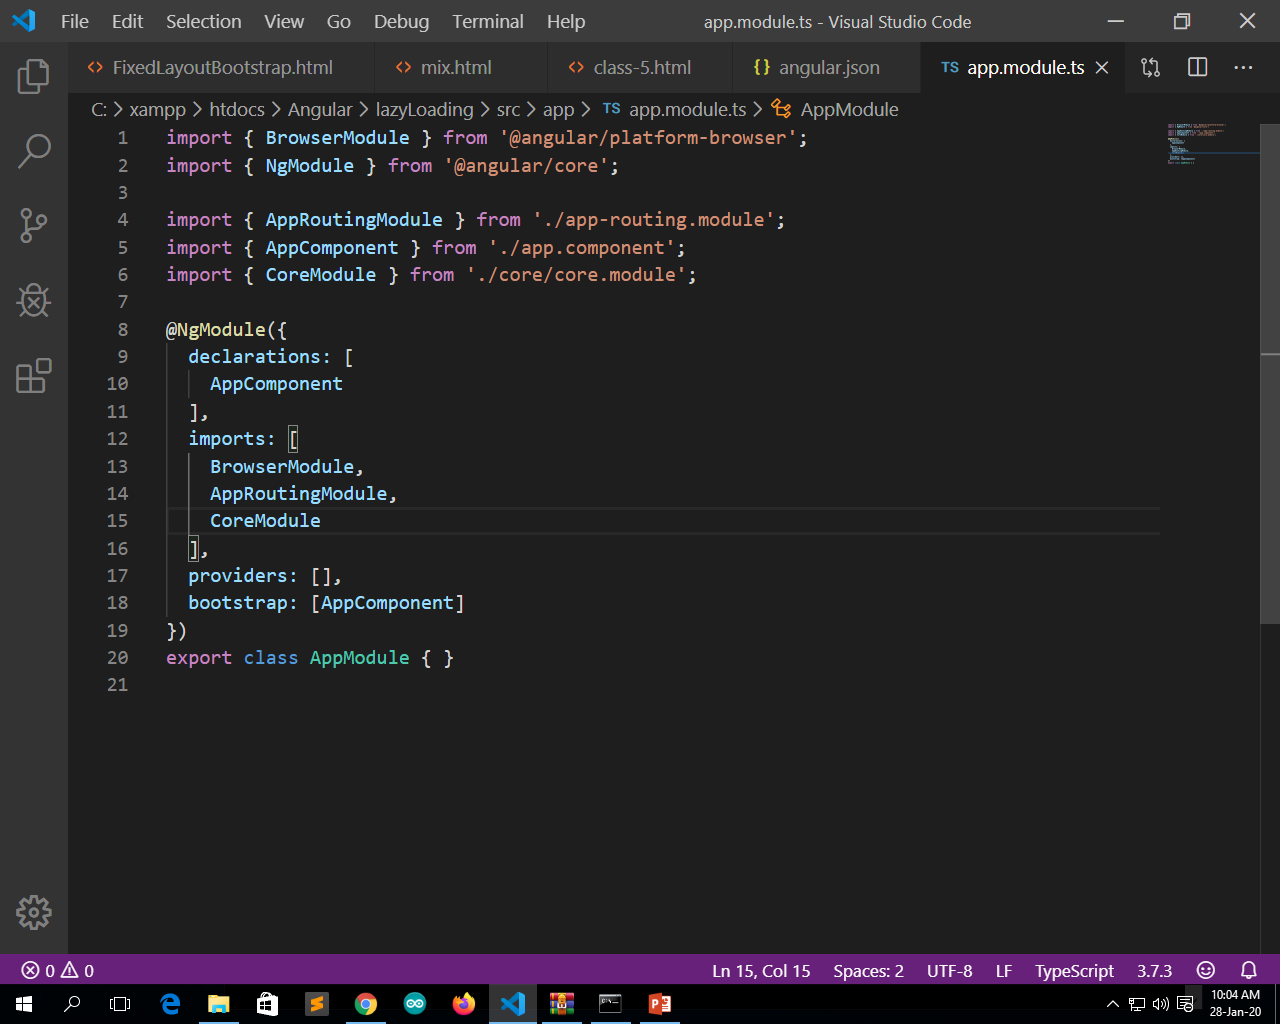 File Edit Selection View Go Debug Terminal Help app.module.ts - Visual Studio Code
<> FixedLayoutBootstrap.html <> mix.html <> class-5.html {} angular.json TS app.module.ts
C: > xampp > htdocs > Angular > lazyLoading > src > app > TS app.module.ts > AppModule
1 import { BrowserModule } from '@angular/platform-browser';
2 import { NgModule } from '@angular/core';
3
4 import { AppRoutingModule } from './app-routing.module';
5 import { AppComponent } from './app.component';
6 import { CoreModule } from './core/core.module';
7
8 @NgModule({
9   declarations: [
10     AppComponent
11   ],
12   imports: [
13     BrowserModule,
14     AppRoutingModule,
15     CoreModule
16   ],
17   providers: [],
18   bootstrap: [AppComponent]
19 })
20 export class AppModule { }
21
0 0 Ln 15, Col 15 Spaces: 2 UTF-8 LF TypeScript 3.7.3
10:04 AM
28-Jan-20